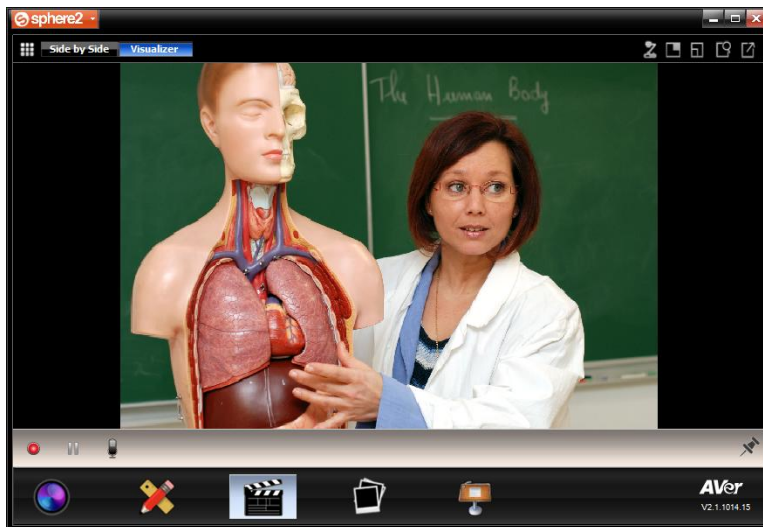 sphere2
Side by Side Visualizer
The Human Body
AVer
V2.1.1014.15